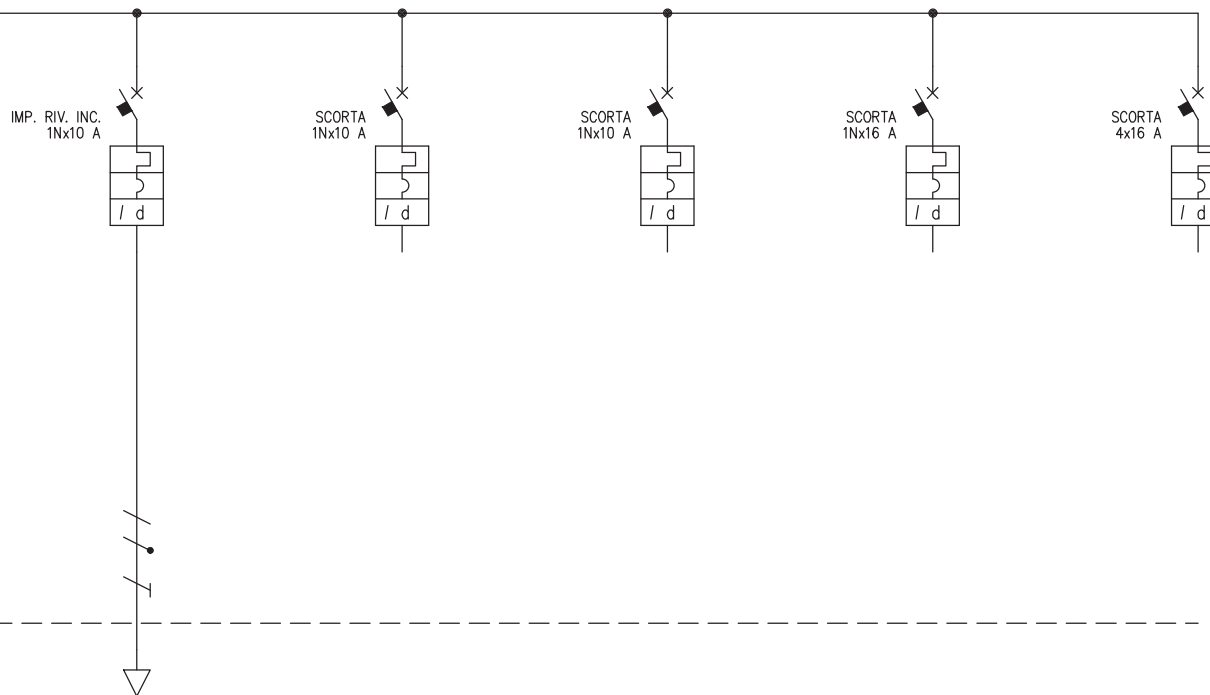 IMP. RIV. INC.
1Nx10 A
SCORTA
1Nx10 A
SCORTA
1Nx10 A
SCORTA
1Nx16 A
SCORTA
4x16 A
I d
I d
I d
I d
I d